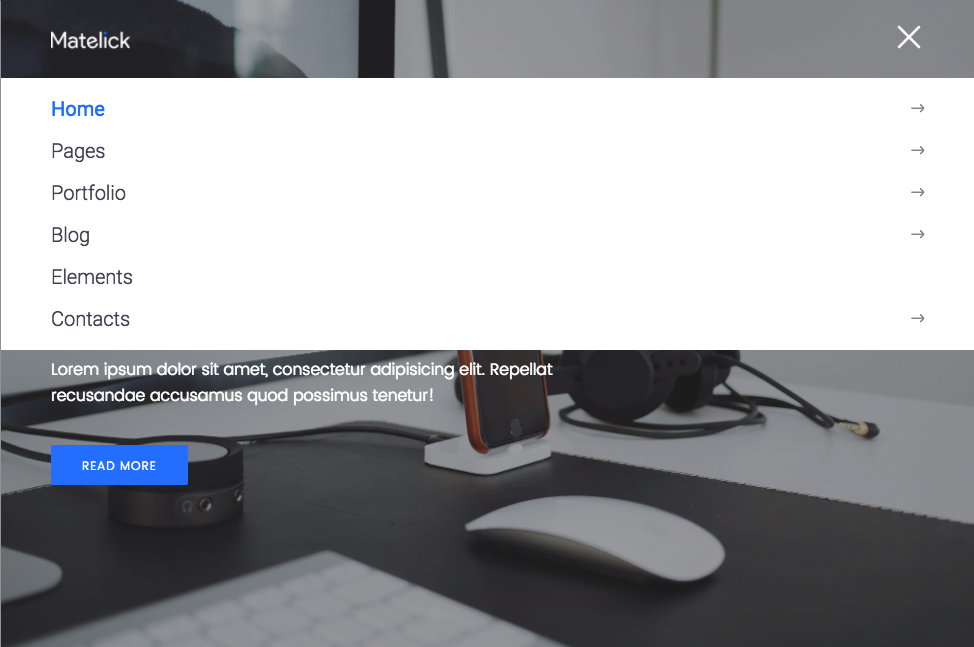 Matelick
Home
Pages
Portfolio
Blog
Elements
Contacts
Lorem ipsum dolor sit amet, consectetur adipisicing elit. Repellat
recusandae accusamus quod possimus tenetur!
READ MORE